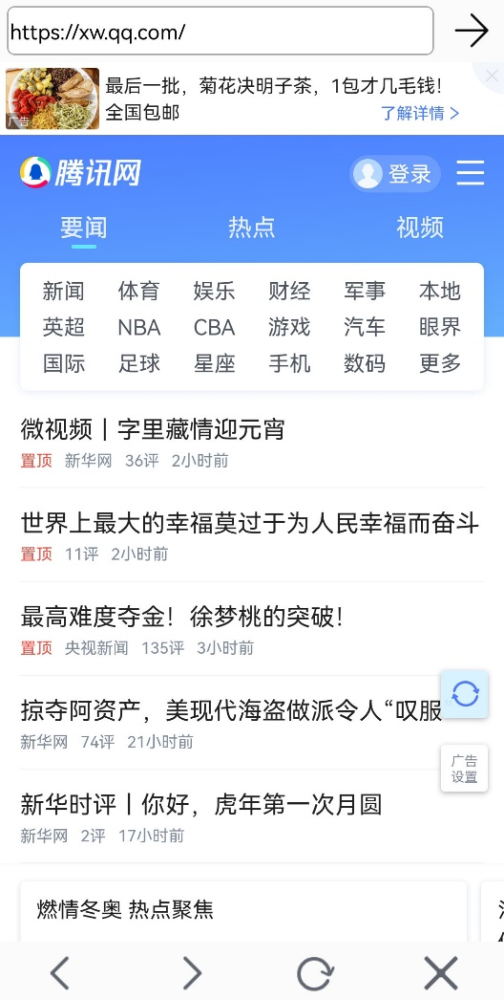 https://xw.qq.com/
最后一批，菊花决明子茶，1包才几毛钱！
全国包邮
了解详情 >
广告
腾讯网
登录
要闻 热点 视频
新闻 体育 娱乐 财经 军事 本地
英超 NBA CBA 游戏 汽车 眼界
国际 足球 星座 手机 数码 更多
微视频丨字里藏情迎元宵
置顶 新华网 36评 2小时前
世界上最大的幸福莫过于为人民幸福而奋斗
置顶 11评 2小时前
最高难度夺金！徐梦桃的突破！
置顶 央视新闻 135评 3小时前
掠夺阿资产，美现代海盗做派令人“叹服”
新华网 74评 21小时前
广告
设置
新华时评丨你好，虎年第一次月圆
新华网 2评 17小时前
燃情冬奥 热点聚焦